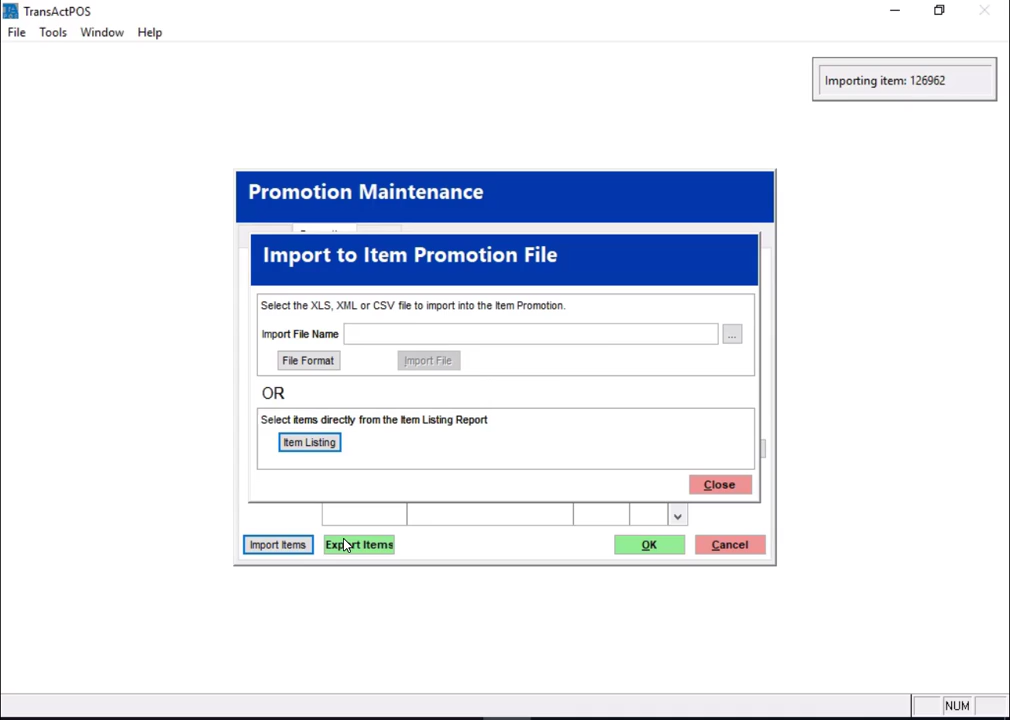 TransActPOS
File Tools Window Help
Importing item: 126962
Promotion Maintenance
Import to Item Promotion File
Select the XLS, XML or CSV file to import into the Item Promotion.
Import File Name ...
File Format Import File
OR
Select items directly from the Item Listing Report
Item Listing
Close
Import Items Export Items OK Cancel
NUM